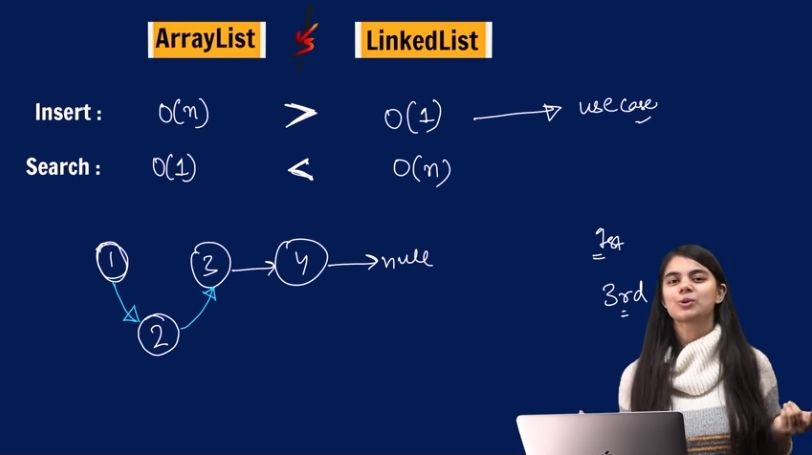 ArrayList vs LinkedList
Insert : O(n) > O(1) → use case
Search : O(1) < O(n)
1 2 3 → 4 → null
1st
3rd